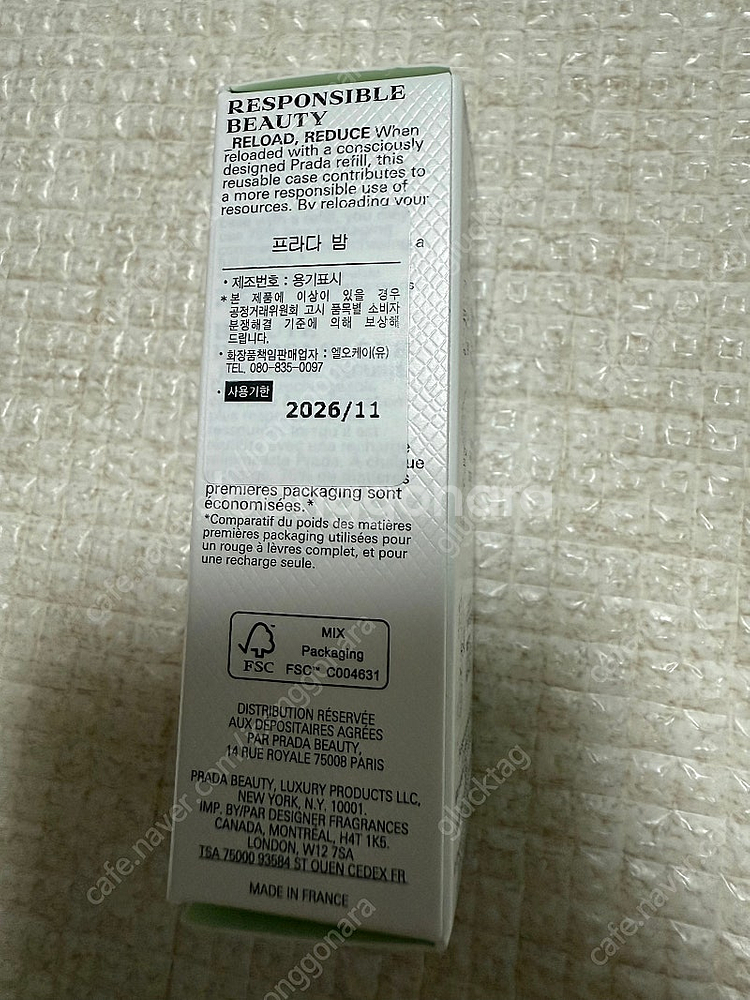 RESPONSIBLE
BEAUTY
_RELOAD, REDUCE When
reloaded with a consciously
designed Prada refill, this
reusable case contributes to
a more responsible use of
resources. By reloading your
a
프라다 밤
• 제조번호 : 용기표시
* 본 제품에 이상이 있을 경우
공정거래위원회 고시 품목별 소비자
분쟁해결 기준에 의해 보상해
드립니다.
• 화장품책임판매업자 : 엘오케이(유)
TEL. 080-835-0097
• 사용기한
2026/11
premières packaging sont
économisées.*
*Comparatif du poids des matières
premières packaging utilisées pour
un rouge à lèvres complet, et pour
une recharge seule.
FSC
MIX
Packaging
FSC™ C004631
DISTRIBUTION RÉSERVÉE
AUX DÉPOSITAIRES AGRÉÉS
PAR PRADA BEAUTY,
14 RUE ROYALE 75008 PARIS
PRADA BEAUTY, LUXURY PRODUCTS LLC,
NEW YORK, N.Y. 10001.
IMP. BY/PAR DESIGNER FRAGRANCES
CANADA, MONTRÉAL, H4T 1K6.
LONDON, W12 7SA
TSA 75000 93584 ST OUEN CEDEX FR
MADE IN FRANCE
glucktag